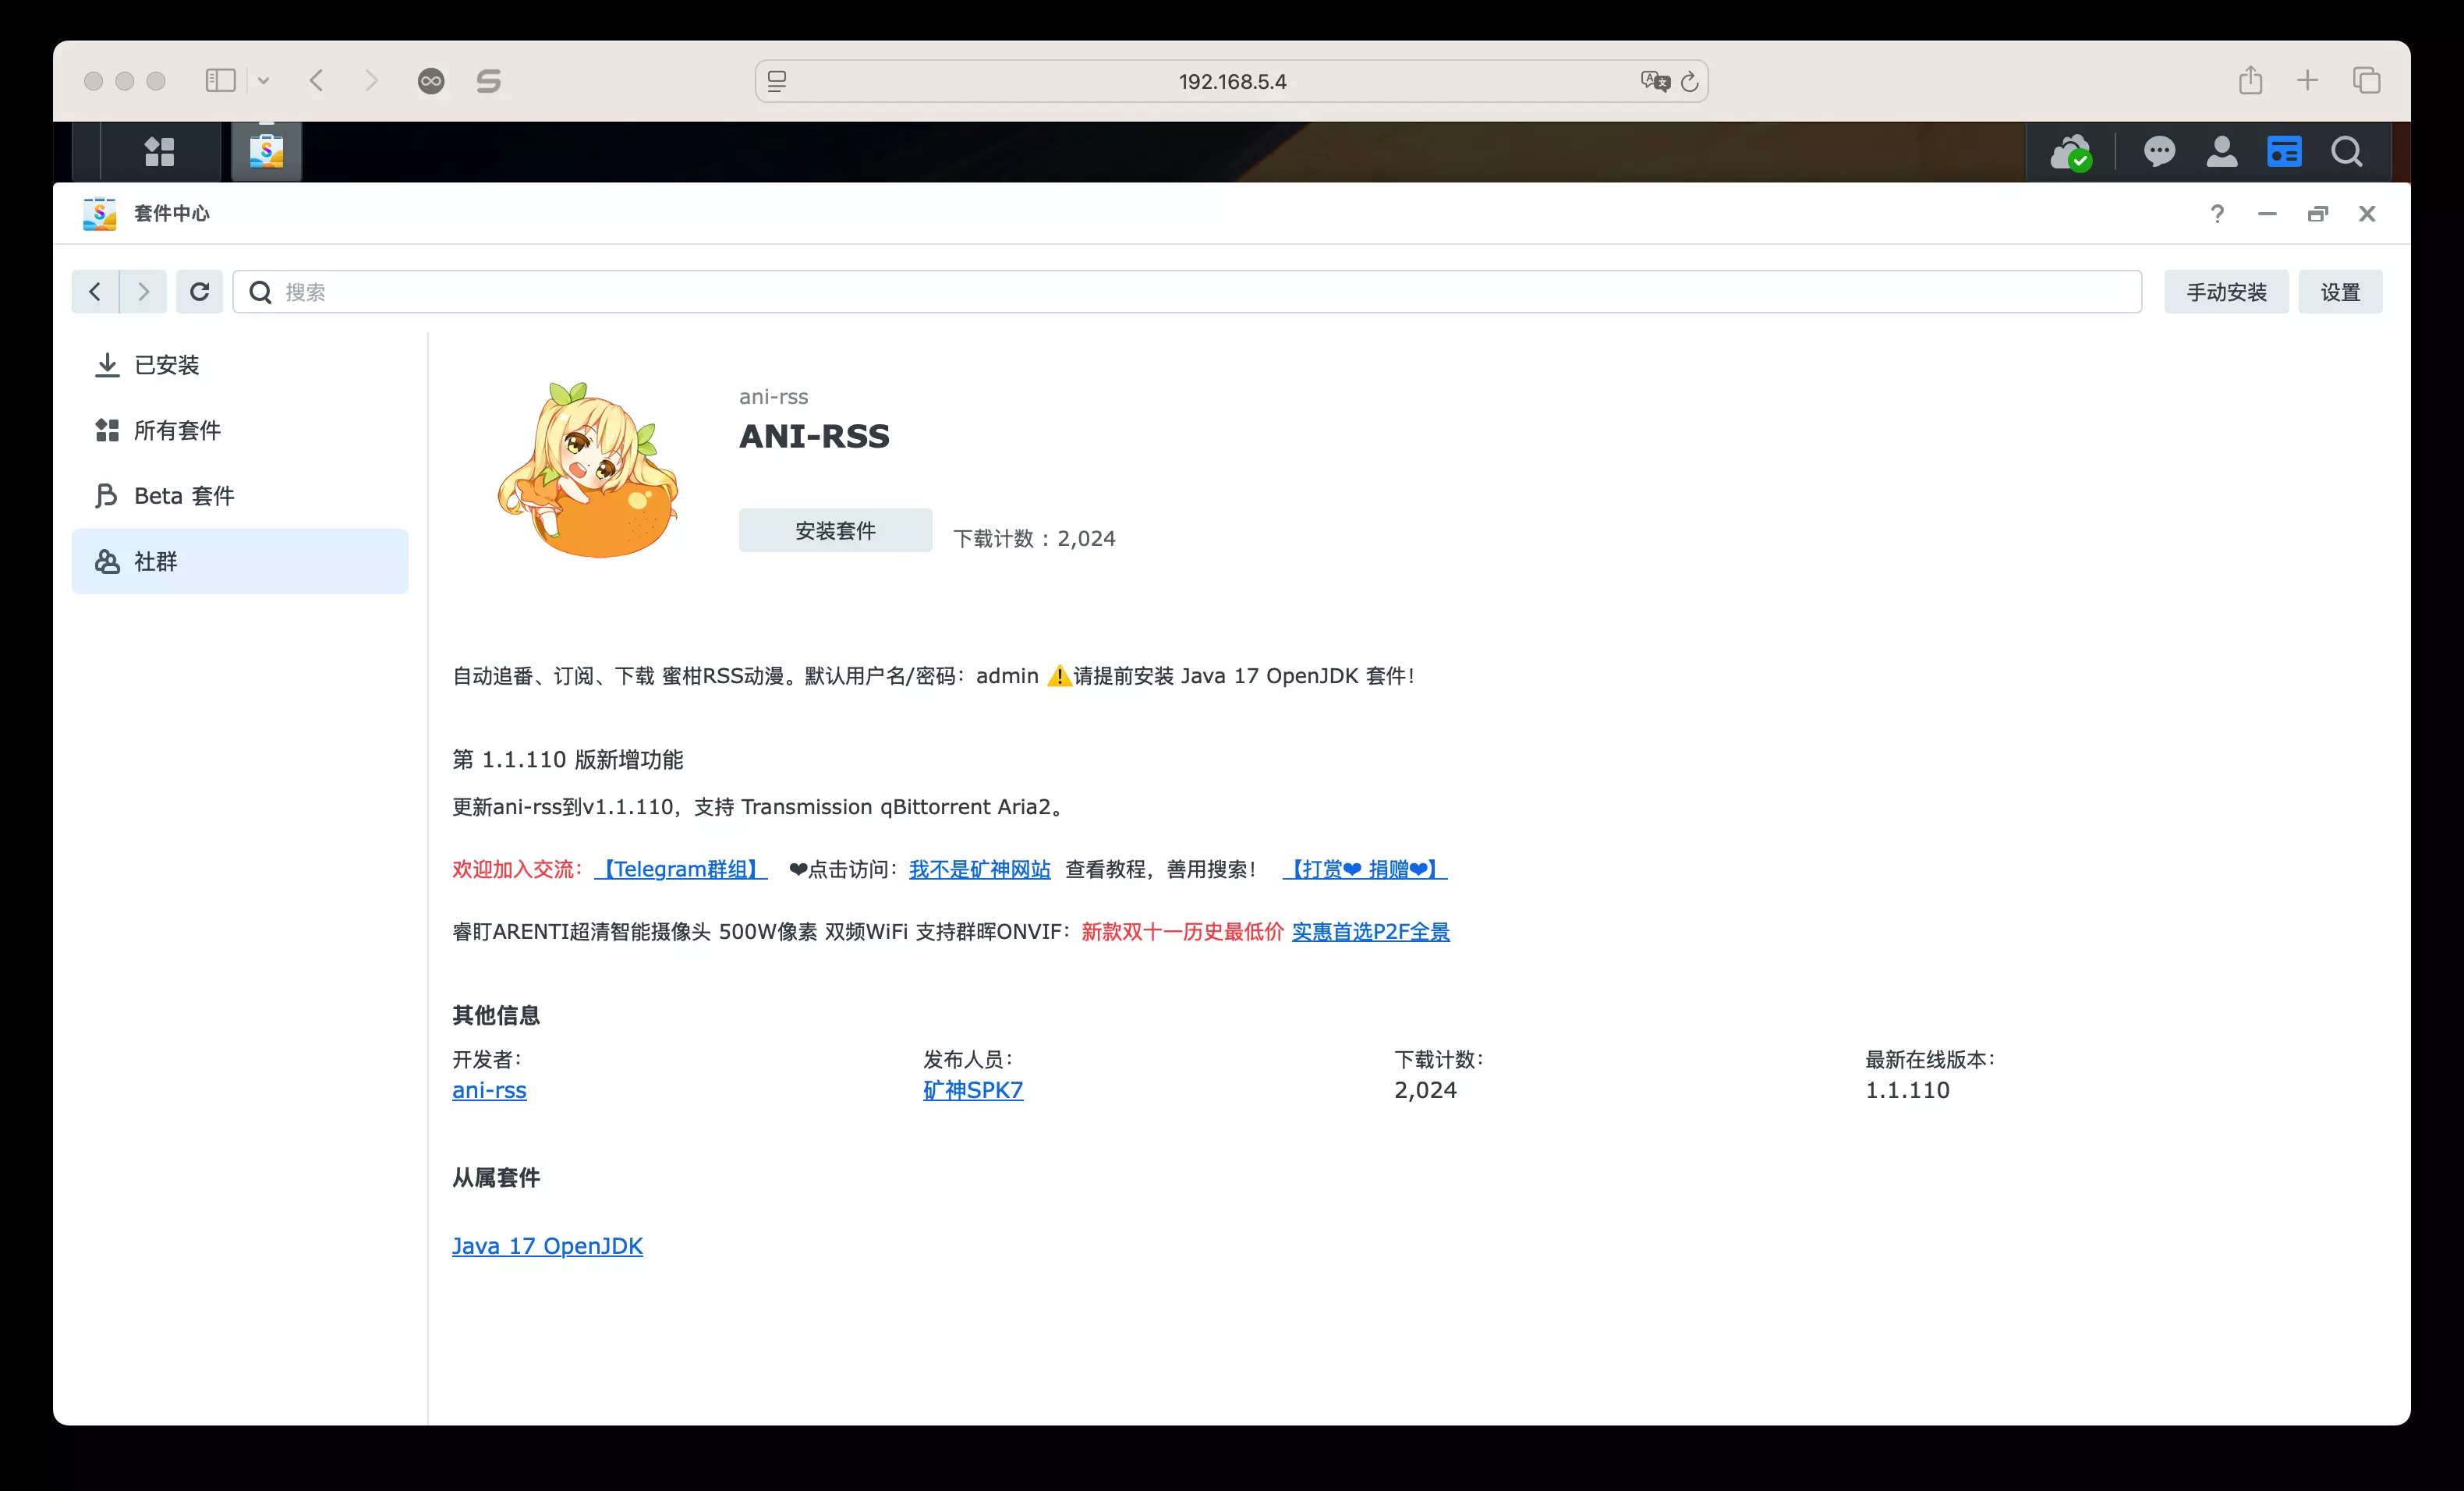 192.168.5.4
套件中心
搜索
手动安装
设置
已安装
所有套件
Beta 套件
社群
ani-rss
ANI-RSS
安装套件
下载计数：2,024
自动追番、订阅、下载 蜜柑RSS动漫。默认用户名/密码：admin ⚠️请提前安装 Java 17 OpenJDK 套件！
第 1.1.110 版新增功能
更新ani-rss到v1.1.110，支持 Transmission qBittorrent Aria2。
欢迎加入交流：【Telegram群组】 ❤点击访问：我不是矿神网站 查看教程，善用搜索！ 【打赏❤ 捐赠❤】
睿盯ARENTI超清智能摄像头 500W像素 双频WiFi 支持群晖ONVIF：新款双十一历史最低价 实惠首选P2F全景
其他信息
开发者：
ani-rss
发布人员：
矿神SPK7
下载计数：
2,024
最新在线版本：
1.1.110
从属套件
Java 17 OpenJDK